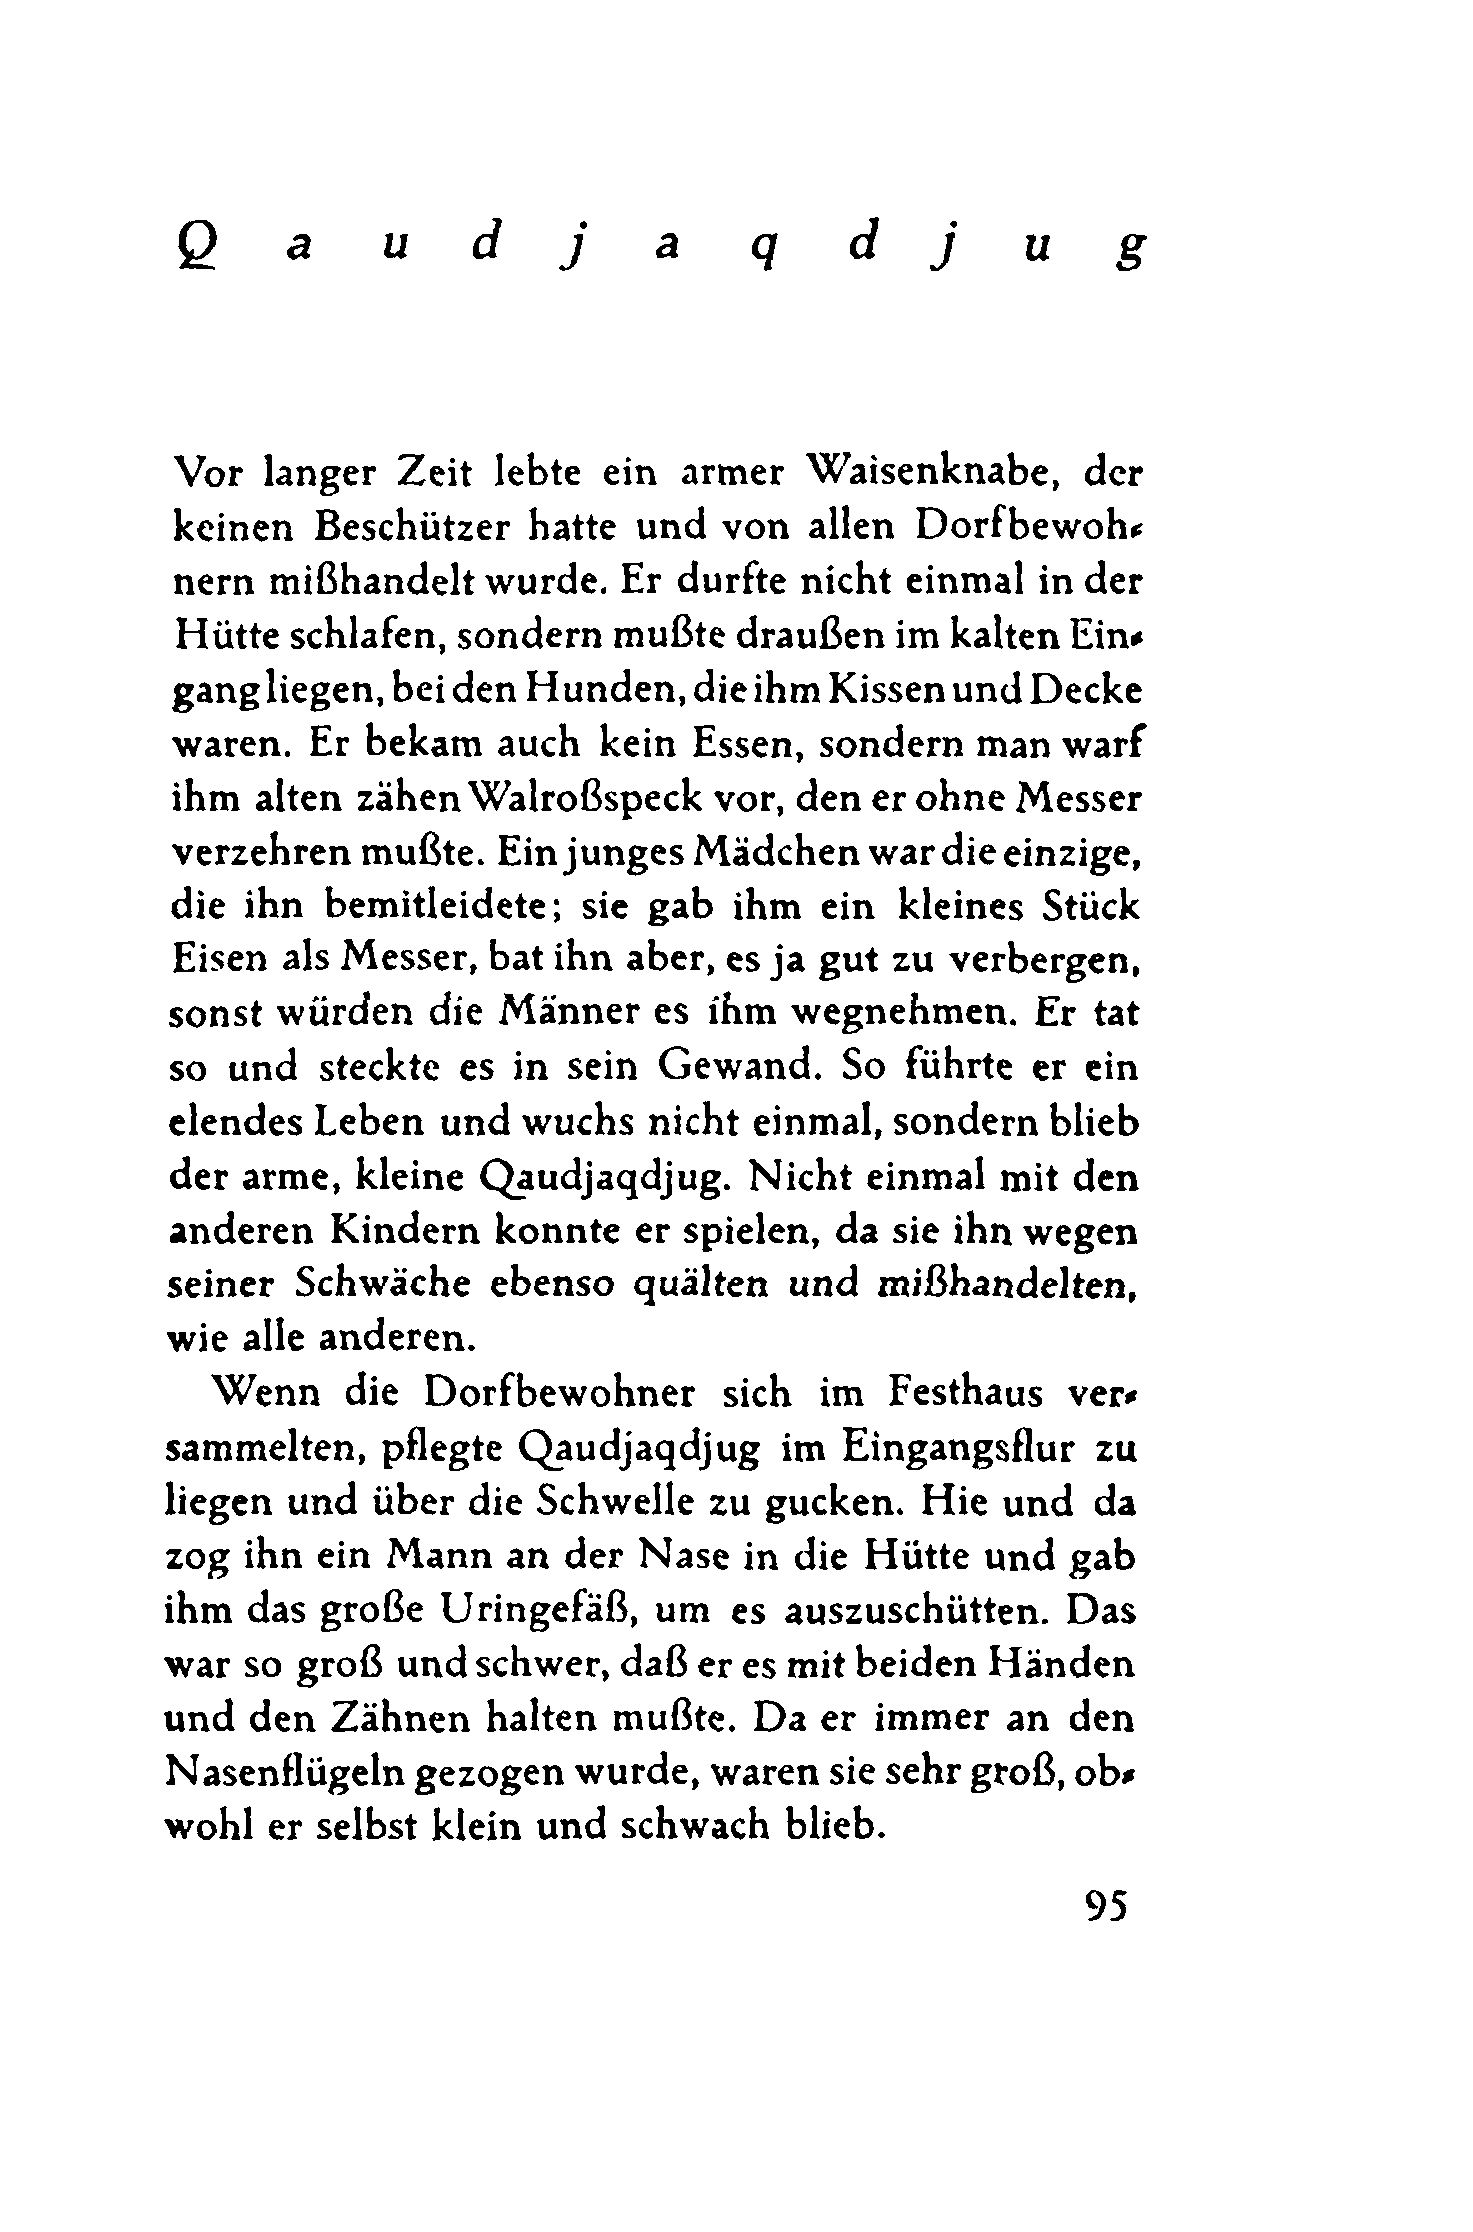 Qaudjaqdjug
Vor langer Zeit lebte ein armer Waisenknabe, der
keinen Beschützer hatte und von allen Dorfbewoh-
nern mißhandelt wurde. Er durfte nicht einmal in der
Hütte schlafen, sondern mußte draußen im kalten Ein-
gang liegen, bei den Hunden, die ihm Kissen und Decke
waren. Er bekam auch kein Essen, sondern man warf
ihm alten zähen Walroßspeck vor, den er ohne Messer
verzehren mußte. Ein junges Mädchen war die einzige,
die ihn bemitleidete; sie gab ihm ein kleines Stück
Eisen als Messer, bat ihn aber, es ja gut zu verbergen,
sonst würden die Männer es ihm wegnehmen. Er tat
so und steckte es in sein Gewand. So führte er ein
elendes Leben und wuchs nicht einmal, sondern blieb
der arme, kleine Qaudjaqdjug. Nicht einmal mit den
anderen Kindern konnte er spielen, da sie ihn wegen
seiner Schwäche ebenso quälten und mißhandelten,
wie alle anderen.
Wenn die Dorfbewohner sich im Festhaus ver-
sammelten, pflegte Qaudjaqdjug im Eingangsflur zu
liegen und über die Schwelle zu gucken. Hie und da
zog ihn ein Mann an der Nase in die Hütte und gab
ihm das große Uringefäß, um es auszuschütten. Das
war so groß und schwer, daß er es mit beiden Händen
und den Zähnen halten mußte. Da er immer an den
Nasenflügeln gezogen wurde, waren sie sehr groß, ob-
wohl er selbst klein und schwach blieb.
95